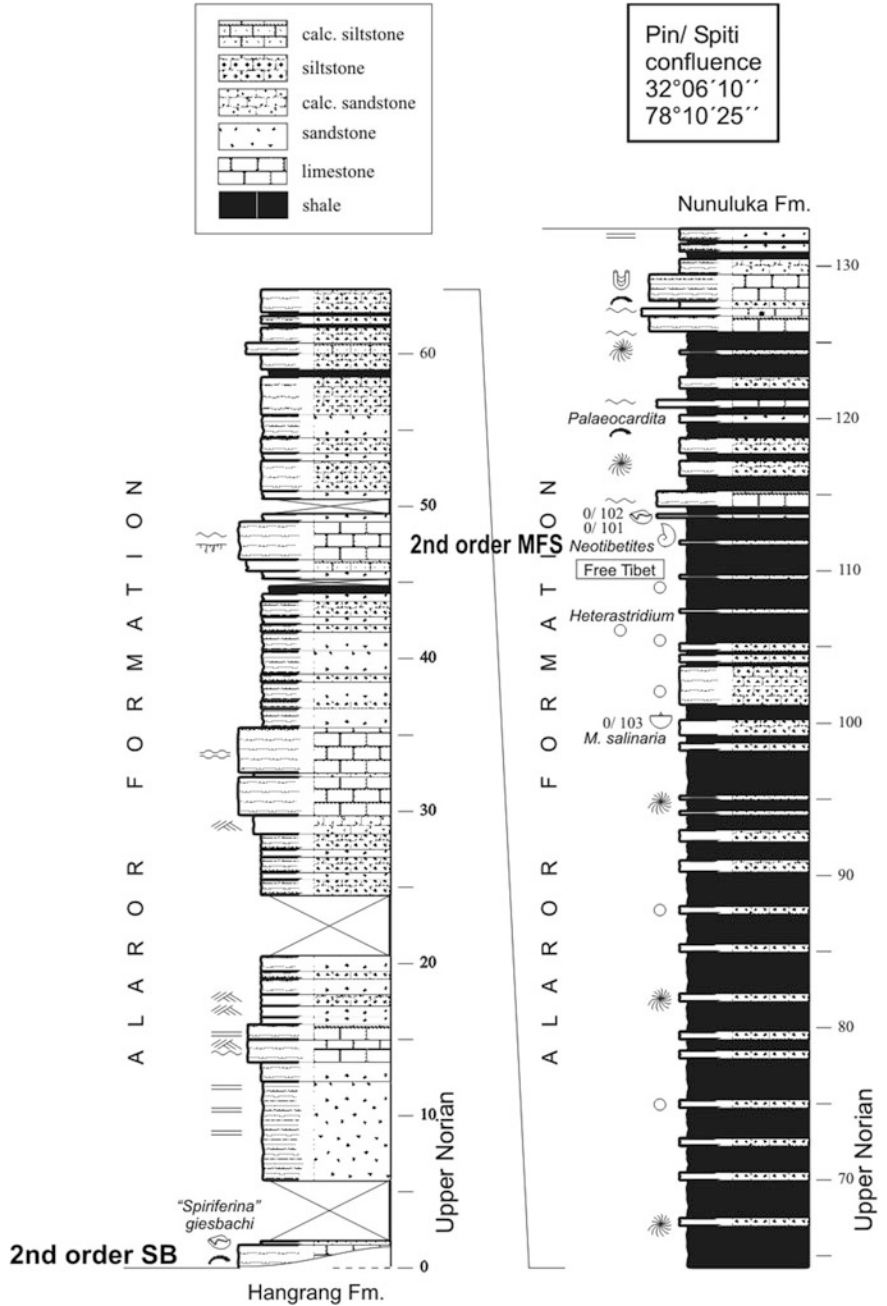 calc. siltstone
siltstone
calc. sandstone
sandstone
limestone
shale
Pin/ Spiti
confluence
32°06´10´´
78°10´25´´
60
50
40
30
20
10
0
ALAROR FORMATION
2nd order MFS
Upper Norian
"Spiriferina"
giesbachi
2nd order SB
Hangrang Fm.
Nunuluka Fm.
130
120
110
100
90
80
70
ALAROR FORMATION
Palaeocardita
0/ 102
0/ 101
Neotibetites
Free Tibet
Heterastridium
0/ 103
M. salinaria
Upper Norian